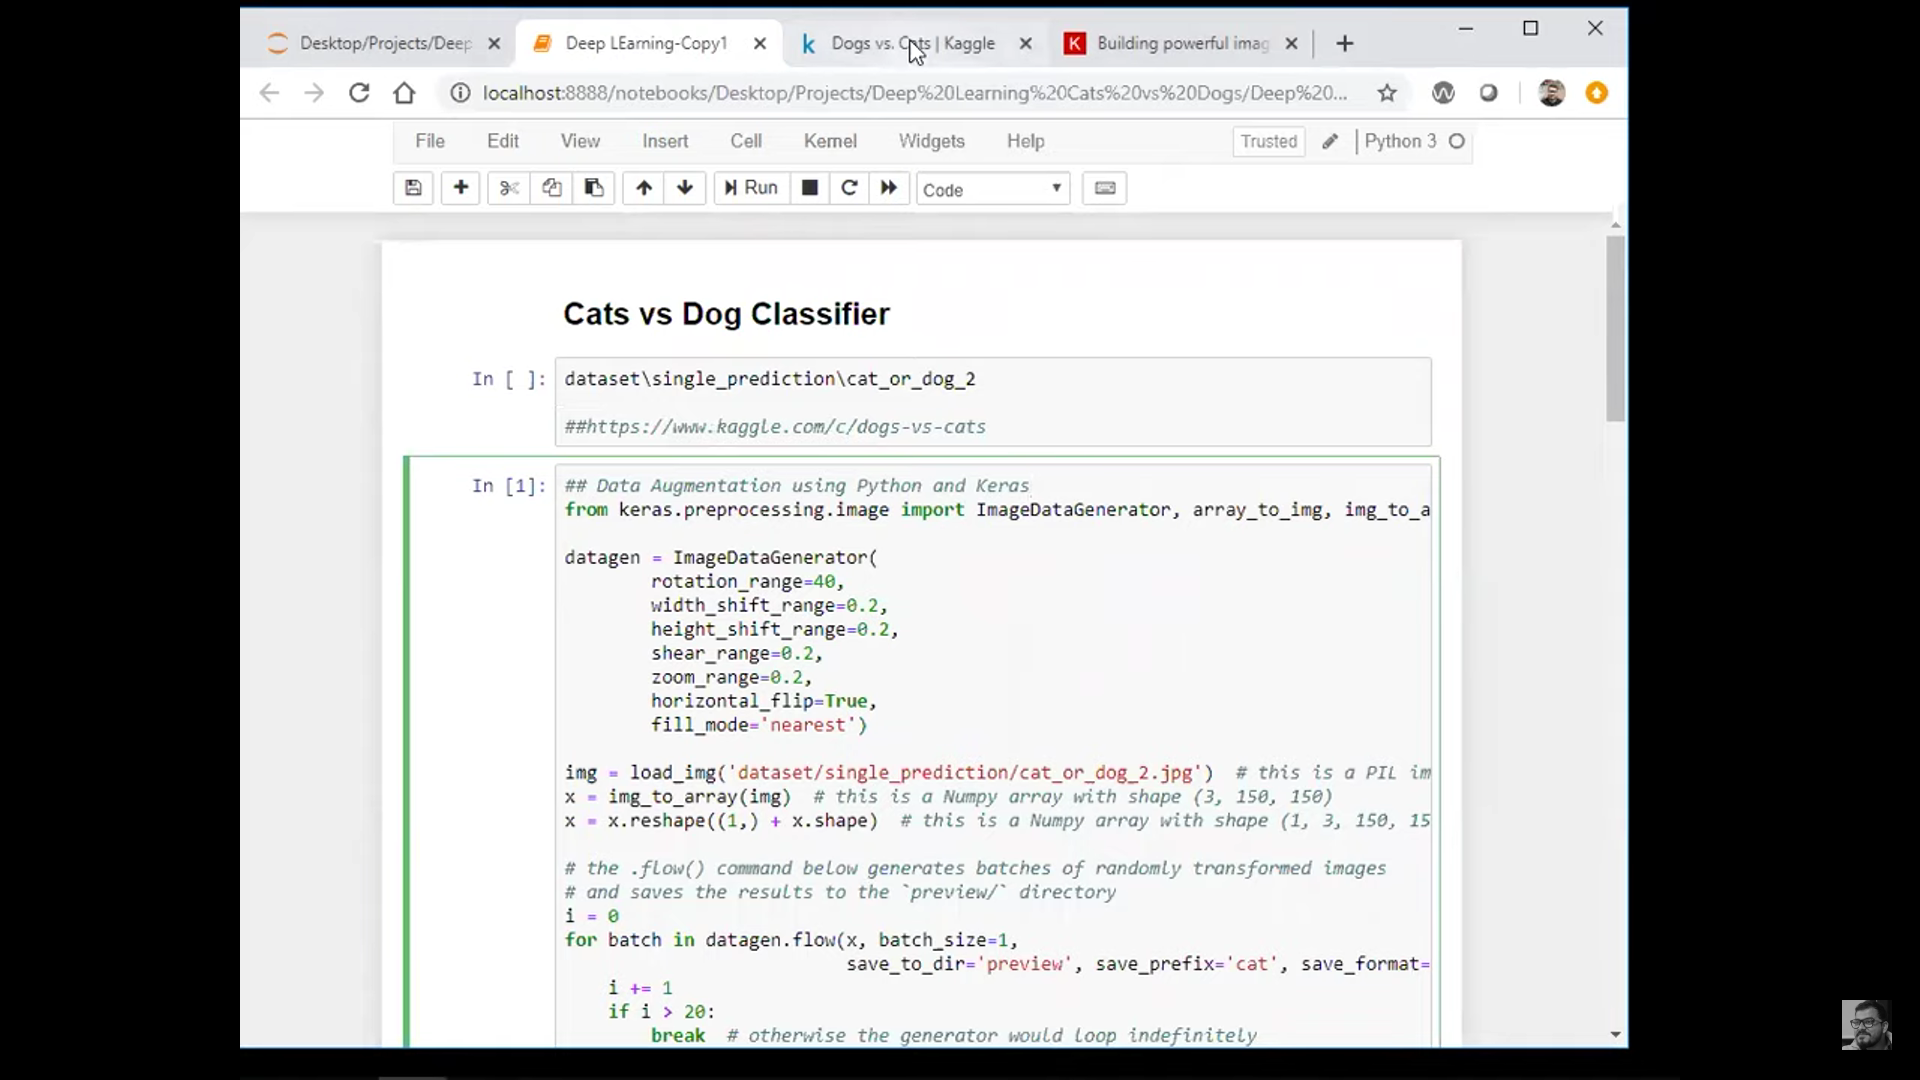 Desktop/Projects/Deep
Deep LEarning-Copy1
Dogs vs. Cats | Kaggle
Building powerful imag
localhost:8888/notebooks/Desktop/Projects/Deep%20Learning%20Cats%20vs%20Dogs/Deep%20...
File Edit View Insert Cell Kernel Widgets Help Trusted Python 3
Run Code
Cats vs Dog Classifier
In [ ]: dataset\single_prediction\cat_or_dog_2
##https://www.kaggle.com/c/dogs-vs-cats
In [1]: ## Data Augmentation using Python and Keras
from keras.preprocessing.image import ImageDataGenerator, array_to_img, img_to_a
datagen = ImageDataGenerator(
rotation_range=40,
width_shift_range=0.2,
height_shift_range=0.2,
shear_range=0.2,
zoom_range=0.2,
horizontal_flip=True,
fill_mode='nearest')
img = load_img('dataset/single_prediction/cat_or_dog_2.jpg')  # this is a PIL im
x = img_to_array(img)  # this is a Numpy array with shape (3, 150, 150)
x = x.reshape((1,) + x.shape)  # this is a Numpy array with shape (1, 3, 150, 15
# the .flow() command below generates batches of randomly transformed images
# and saves the results to the `preview/` directory
i = 0
for batch in datagen.flow(x, batch_size=1,
save_to_dir='preview', save_prefix='cat', save_format=
i += 1
if i > 20:
break  # otherwise the generator would loop indefinitely